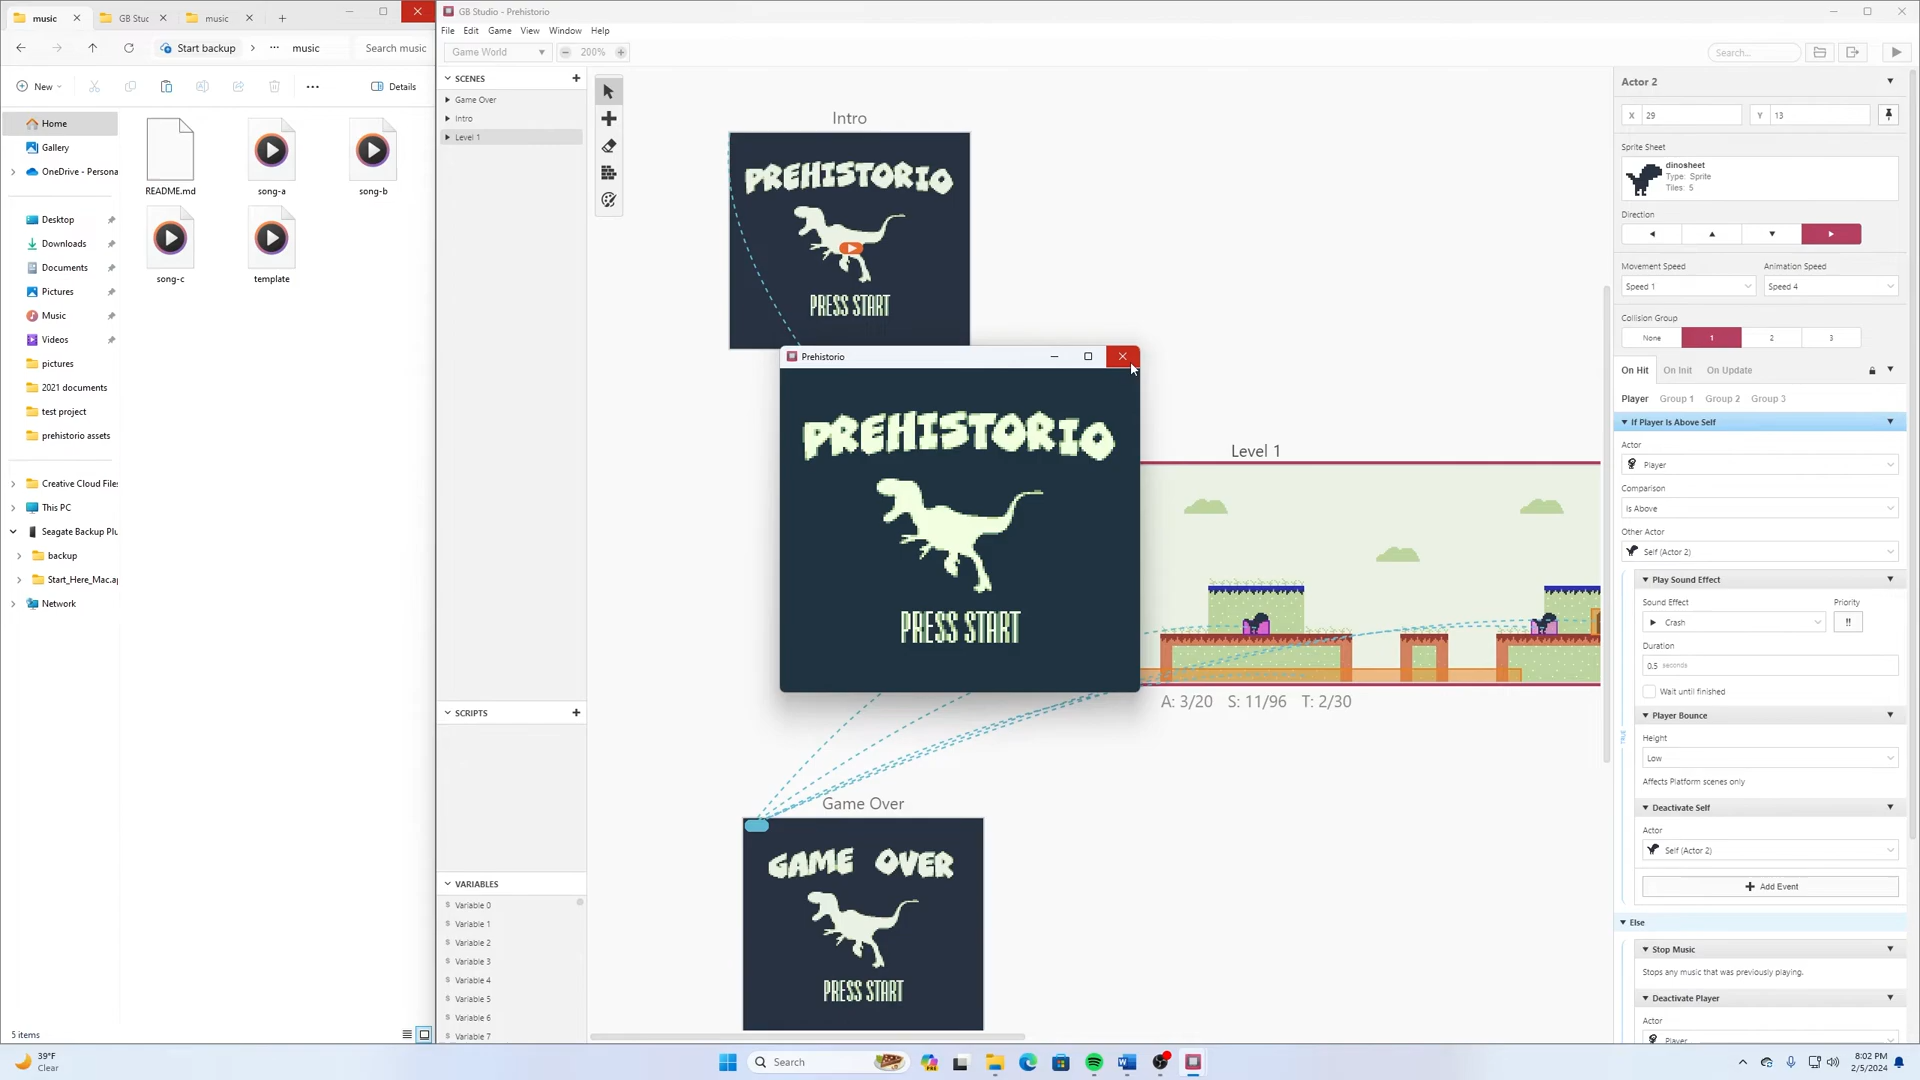 music
GB Stuc
music
GB Studio - Prehistorio
File Edit Game View Window Help
Start backup
music
Search music
Game World
200%
Search...
New
Details
SCENES
Game Over
Intro
Level 1
Home
Gallery
OneDrive - Persona
Desktop
Downloads
Documents
Pictures
Music
Videos
pictures
2021 documents
test project
prehistorio assets
Creative Cloud Files
This PC
Seagate Backup Plu
backup
Start_Here_Mac.ap
Network
README.md
song-a
song-b
song-c
template
Intro
PREHISTORIO
PRESS START
Prehistorio
PREHISTORIO
PRESS START
Level 1
A: 3/20 S: 11/96 T: 2/30
Game Over
GAME OVER
PRESS START
SCRIPTS
VARIABLES
$ Variable 0
$ Variable 1
$ Variable 2
$ Variable 3
$ Variable 4
$ Variable 5
$ Variable 6
$ Variable 7
Actor 2
X 29
Y 13
Sprite Sheet
dinosheet
Type: Sprite
Tiles: 5
Direction
Movement Speed
Animation Speed
Speed 1
Speed 4
Collision Group
None 1 2 3
On Hit On Init On Update
Player Group 1 Group 2 Group 3
If Player Is Above Self
Actor
Player
Comparison
Is Above
Other Actor
Self (Actor 2)
TRUE
Play Sound Effect
Sound Effect
Priority
Crash
!!
Duration
0.5 seconds
Wait until finished
Player Bounce
Height
Low
Affects Platform scenes only
Deactivate Self
Actor
Self (Actor 2)
Add Event
Else
Stop Music
Stops any music that was previously playing.
Deactivate Player
Actor
Player
5 items
39°F
Clear
Search
8:02 PM
2/5/2024